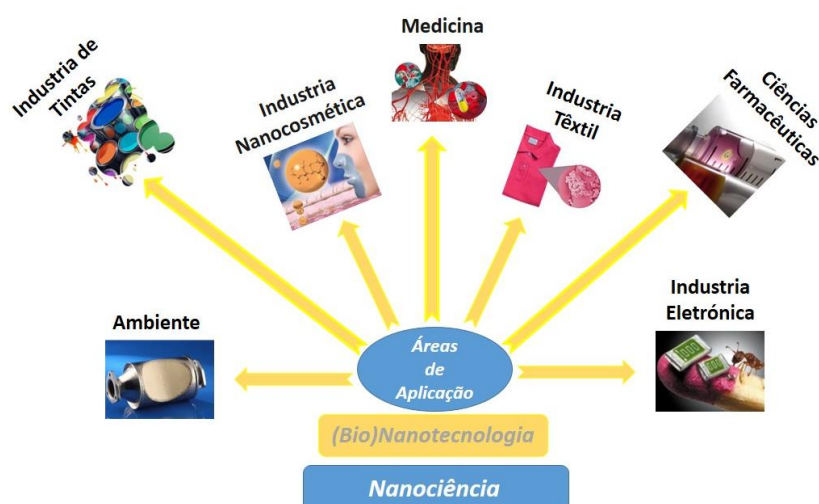 Industria de
Tintas
Industria
Nanocosmética
Medicina
Industria
Têxtil
Ciências
Farmacêuticas
Ambiente
Industria
Eletrónica
Áreas
de
Aplicação
(Bio)Nanotecnologia
Nanociência